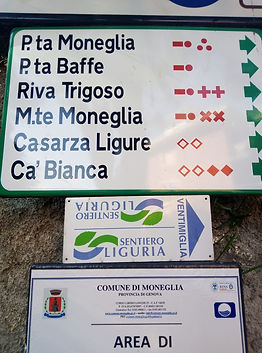 P.ta Moneglia
P.ta Baffe
Riva Trigoso
M.te Moneglia
Casarza Ligure
Ca' Bianca
SENTIERO
LIGURIA
SENTIERO
LIGURIA
VENTIMIGLIA
COMUNE DI MONEGLIA
PROVINCIA DI GENOVA
AREA DI